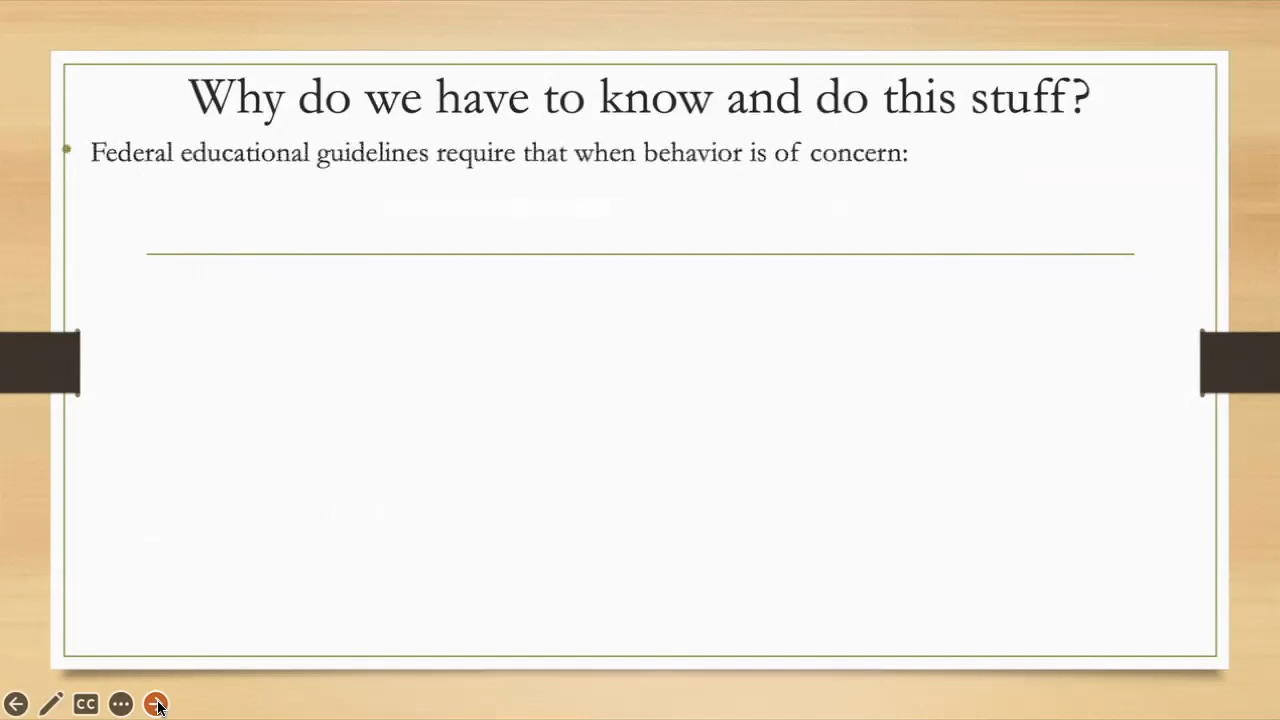 Why do we have to know and do this stuff?
Federal educational guidelines require that when behavior is of concern:
CC